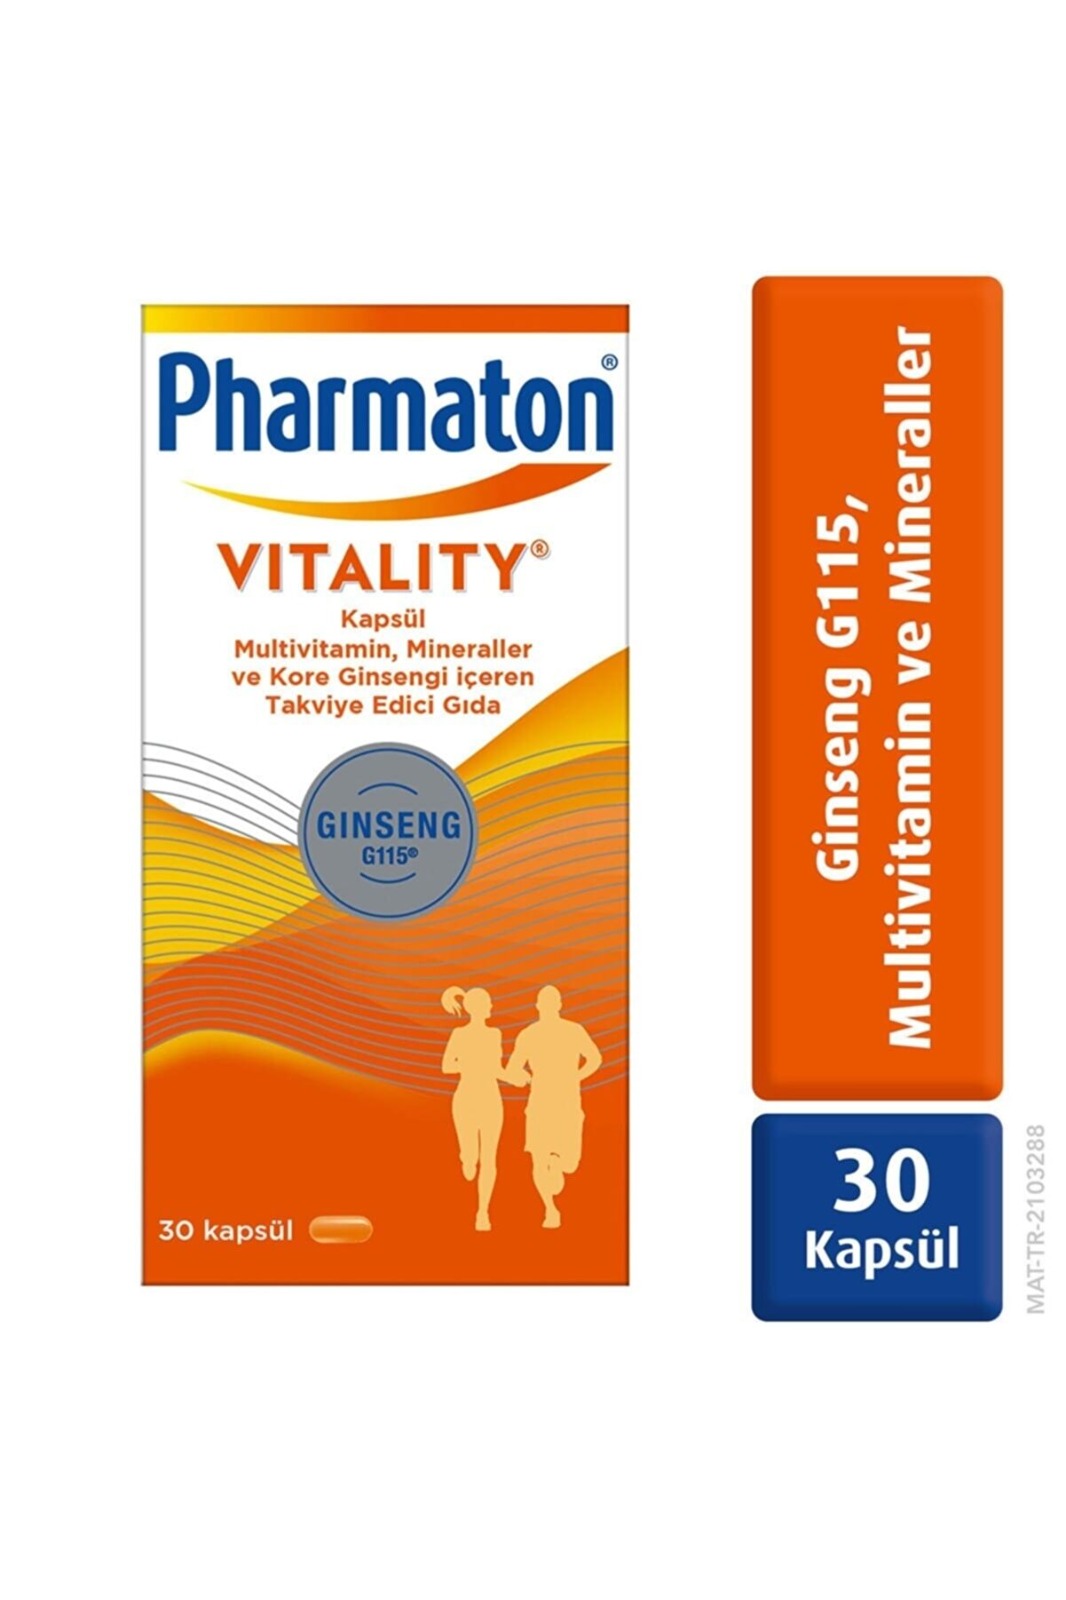 Pharmaton®
VITALITY®
Kapsül
Multivitamin, Mineraller
ve Kore Ginsengi içeren
Takviye Edici Gıda
GINSENG
G115®
30 kapsül
Ginseng G115,
Multivitamin ve Mineraller
30
Kapsül
MAT-TR-2103288